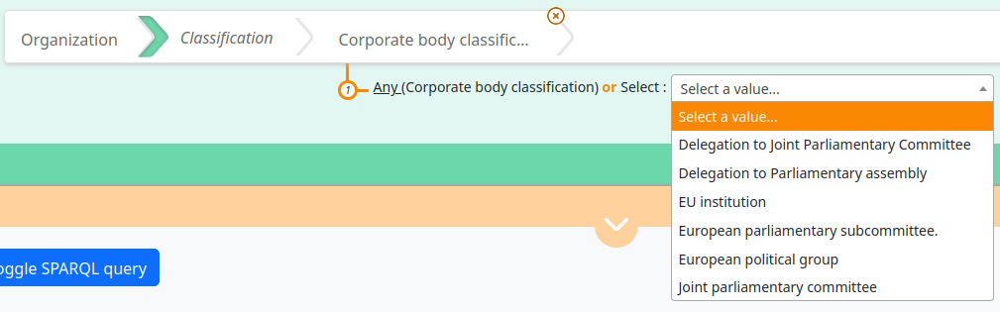 Organization Classification Corporate body classific...
1 Any (Corporate body classification) or Select : Select a value...
Select a value...
Delegation to Joint Parliamentary Committee
Delegation to Parliamentary assembly
EU institution
European parliamentary subcommittee.
European political group
Joint parliamentary committee
oggle SPARQL query